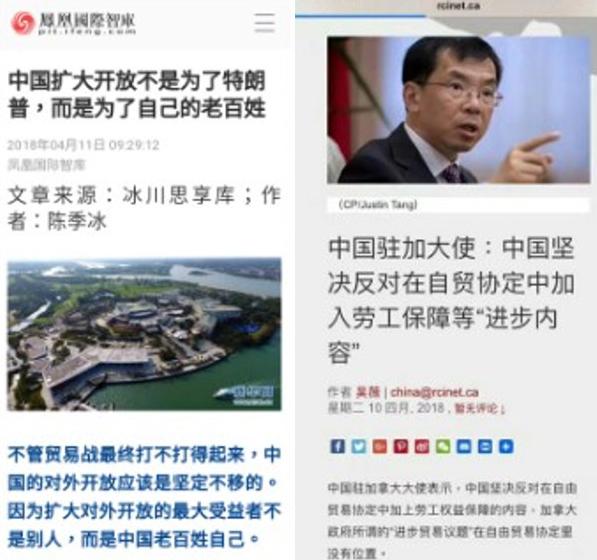 鳳凰國際智庫
pit.ifeng.com
中国扩大开放不是为了特朗
普，而是为了自己的老百姓
2018年04月11日 09:29:12
凤凰国际智库
文章来源：冰川思享库；作
者：陈季冰
新华网
不管贸易战最终打不打得起来，中
国的对外开放应该是坚定不移的。
因为扩大对外开放的最大受益者不
是别人，而是中国老百姓自己。
rcinet.ca
(CP/Justin Tang)
中国驻加大使：中国坚
决反对在自贸协定中加
入劳工保障等“进步内
容”
作者 吴薇 | china@rcinet.ca
星期二 10 四月, 2018 , 暂无评论 ↓
中国驻加拿大大使表示，中国坚决反对在自由
贸易协定中加上劳工权益保障的内容，加拿大
政府所谓的“进步贸易议题”在自由贸易协定里
没有位置。